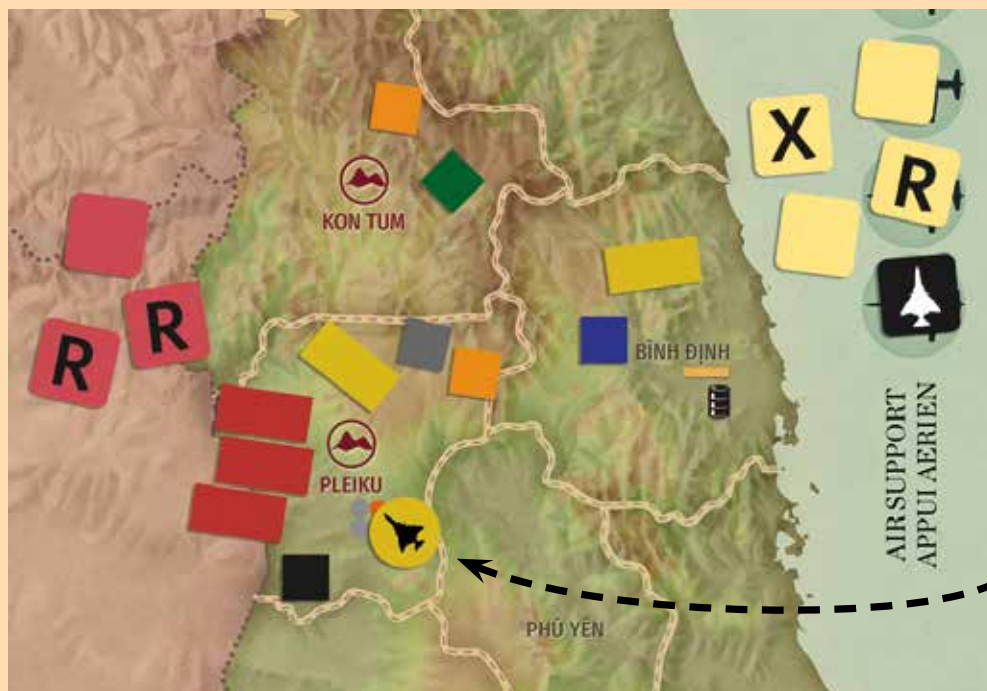 X
R
KON TUM
R
R
BÌNH ĐỊNH
PLEIKU
PHÚ YÊN
AIR SUPPORT
APPUI AERIEN